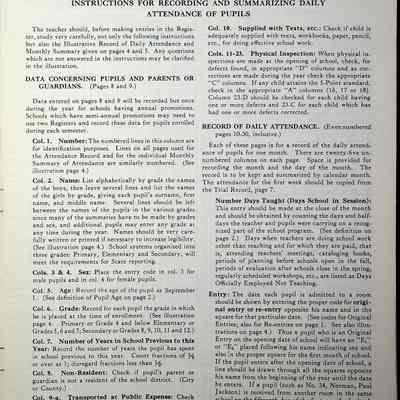 INSTRUCTIONS FOR RECORDING AND SUMMARIZING DAILY
ATTENDANCE OF PUPILS
The teacher should, before making entries in the Regis-
ter, study very carefully, not only the following instructions,
but also the Illustration Record of Daily Attendance and
Monthly Summary given on pages 4 and 5. Any questions
which are not answered in the instructions may be clarified
in the illustration.
DATA CONCERNING PUPILS AND PARENTS OR
GUARDIANS. (Pages 8 and 9.)
Data entered on pages 8 and 9 will be recorded but once
during the year for schools having annual promotions.
Schools which have semi-annual promotions may need to
use two Registers and record these data for pupils enrolled
during each semester.
Col. 1. Number: The numbered lines in this column are
for identification purposes. Lines on all pages used for
the Attendance Record and for the individual Monthly
Summary of Attendance are similarly numbered. (See
illustration page 4.)
Col. 2. Name: List alphabetically by grade the names
of the boys, then leave several lines and list the names
of the girls by grade, giving each pupil's surname, first
name, and middle name. Several lines should be left
between the names of the pupils in the various grades
since many of the summaries have to be made by grades
and sex, and additional pupils may enter any grade at
any time during the year. Names should be very care-
fully written or printed if necessary to increase legibility.
(See illustration page 4.) School systems organized into
three grades: Primary, Elementary and Secondary, will
meet the requirements for State reporting.
Cols. 3 & 4. Sex: Place the entry in col. 3 for
male pupils and in col. 4 for female pupils.
Col. 5. Age: Record the age of the pupil as September
1. (See definition of Pupil Age on page 2.)
Col. 6. Grade: Record for each pupil the grade in which
he is placed at the time of enrollment. (See illustration
page 4. Primary or Grade 4 and below Elementary or
Grades 5, 6 and 7, Secondary or Grades 8, 9, 10, 11 and 12.)
Col. 7. Number of Years in School Previous to this
Year: Record the number of years pupil has spent
in school previous to this year. Count fractions of ½
or over as 1; disregard fractions less than ½.
Col. 8. Non-Resident: Check if pupil's parent or
guardian is not a resident of the school district. (City
or County.)
Col. 9-a. Transported at Public Expense: Check
Col. 10. Supplied with Texts, etc.: Check if child is
adequately supplied with texts, workbooks, paper, pencil,
etc., for doing effective school work.
Cols. 11-23. Physical Inspection: When physical in-
spections are made at the opening of school, check, for
defects found, in appropriate "D" columns and as cor-
rections are made during the year check the appropriate
"C" columns. If any child attains the 5-Points standard,
check in the appropriate "A" columns (16, 17 or 18).
Column 23.D should be checked for each child having
one or more defects and 23.C for each child which has
had one or more defects corrected.
RECORD OF DAILY ATTENDANCE. (Even numbered
pages 10-30, inclusive.)
Each of these pages is for a record of the daily attend-
ance of pupils for one month. There are twenty-five un-
numbered columns on each page. Space is provided for
recording the month and the day of the month. The
record is to be kept and summarized by calendar month.
The attendance for the first week should be copied from
the Trial Record, page 7.
Number Days Taught (Days School in Session):
This entry should be made at the close of the month
and should be obtained by counting the days and half-
days the teacher and pupils were carrying on a recog-
nized part of the school program. (See definition on
page 2.) Days when teachers are doing school work
other than teaching and for which they are paid, that
is, attending teachers' meetings, cataloging books,
periods of planning before schools open in the fall,
periods of evaluation after schools close in the spring,
regularly scheduled workshops, etc., are listed as Days
Officially Employed Not Teaching.
Entry: The date each pupil is admitted to a room
should be shown by entering the proper code for origi-
nal entry or re-entry opposite his name and in the
square for that particular date. (See codes for Original
Entries; also for Re-entries on page 1. See also illus-
trations on page 4.) Thus a pupil who is an Original
Entry on the opening date of school will have an "E₁"
or "E₂" placed following his name indicating sex and
also in the proper square for the first month of school.
If the pupil enters after the opening date of school, a
line should be drawn through all the squares opposite
his name from the beginning of the year until the date
he enters. If a pupil (such as No. 34, Norman, Paul
Jackson) is received from another room in the same